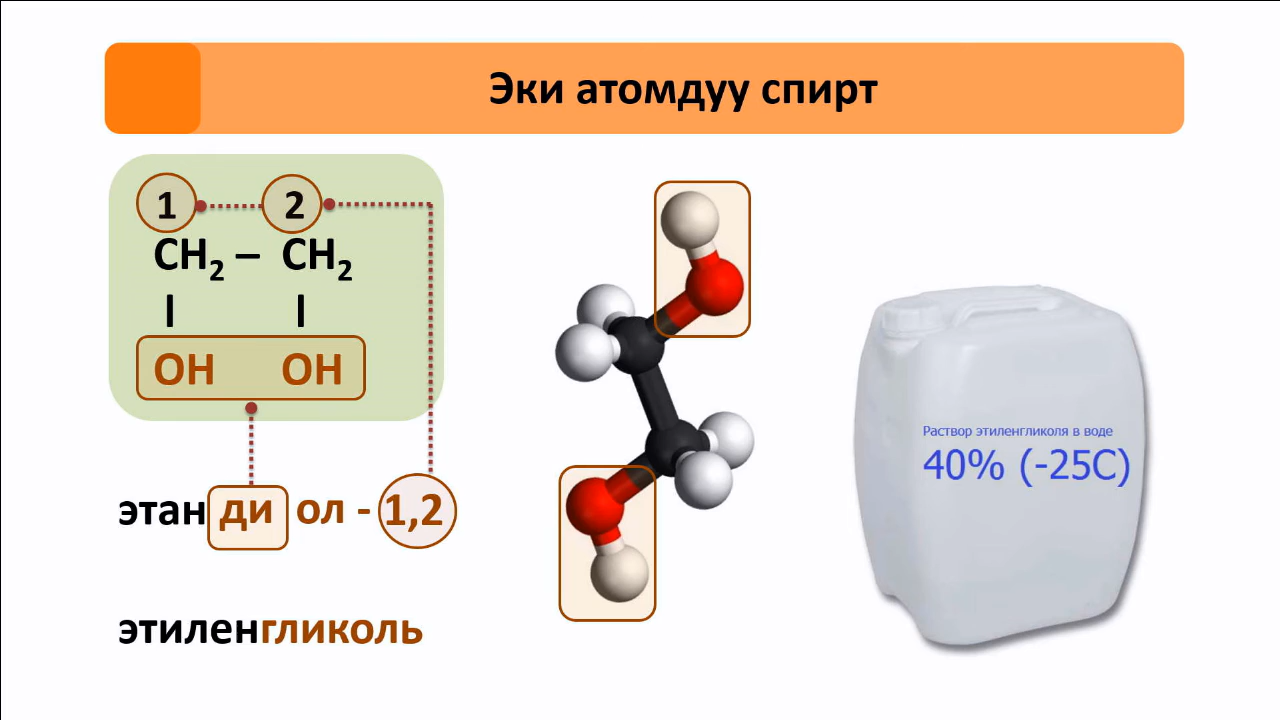 Эки атомдуу спирт
1 2
CH₂ – CH₂
| |
OH OH
этан ди ол - 1,2
этиленгликоль
Раствор этиленгликоля в воде
40% (-25C)